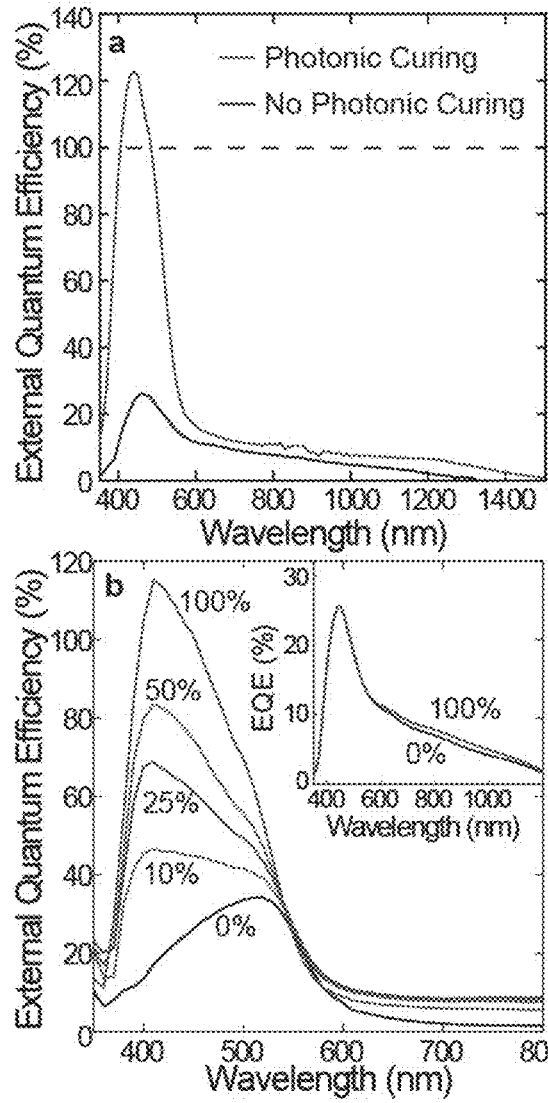 a
Photonic Curing
No Photonic Curing
External Quantum Efficiency (%)
140
120
100
80
60
40
20
0
400 600 800 1000 1200 1400
Wavelength (nm)
b
External Quantum Efficiency (%)
120
100
80
60
40
20
0
100%
50%
25%
10%
0%
400 500 600 700 80
Wavelength (nm)
EQE (%)
30
20
10
0
100%
0%
400 600 800 1000
Wavelength (nm)